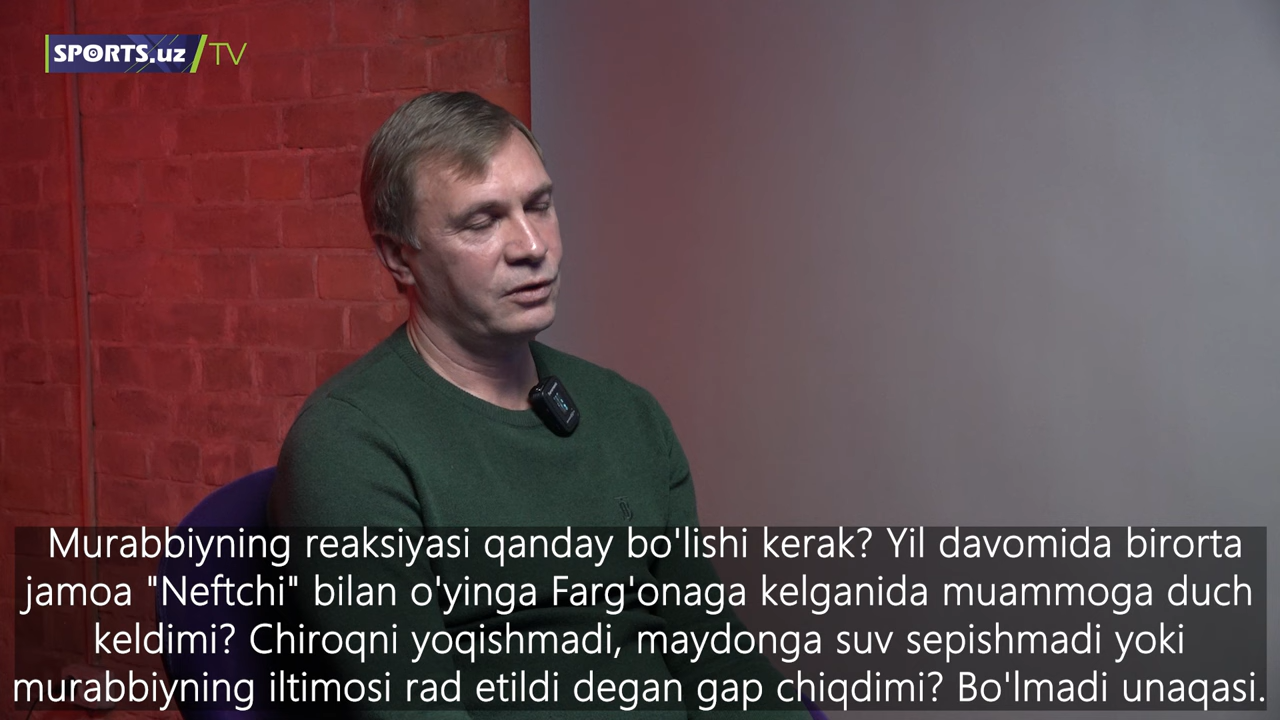 SPORTS.uz/TV
Murabbiyning reaksiyasi qanday bo'lishi kerak? Yil davomida birorta
jamoa "Neftchi" bilan o'yinga Farg'onaga kelganida muammoga duch
keldimi? Chiroqni yoqishmadi, maydonga suv sepishmadi yoki
murabbiyning iltimosi rad etildi degan gap chiqdimi? Bo'lmadi unaqasi.